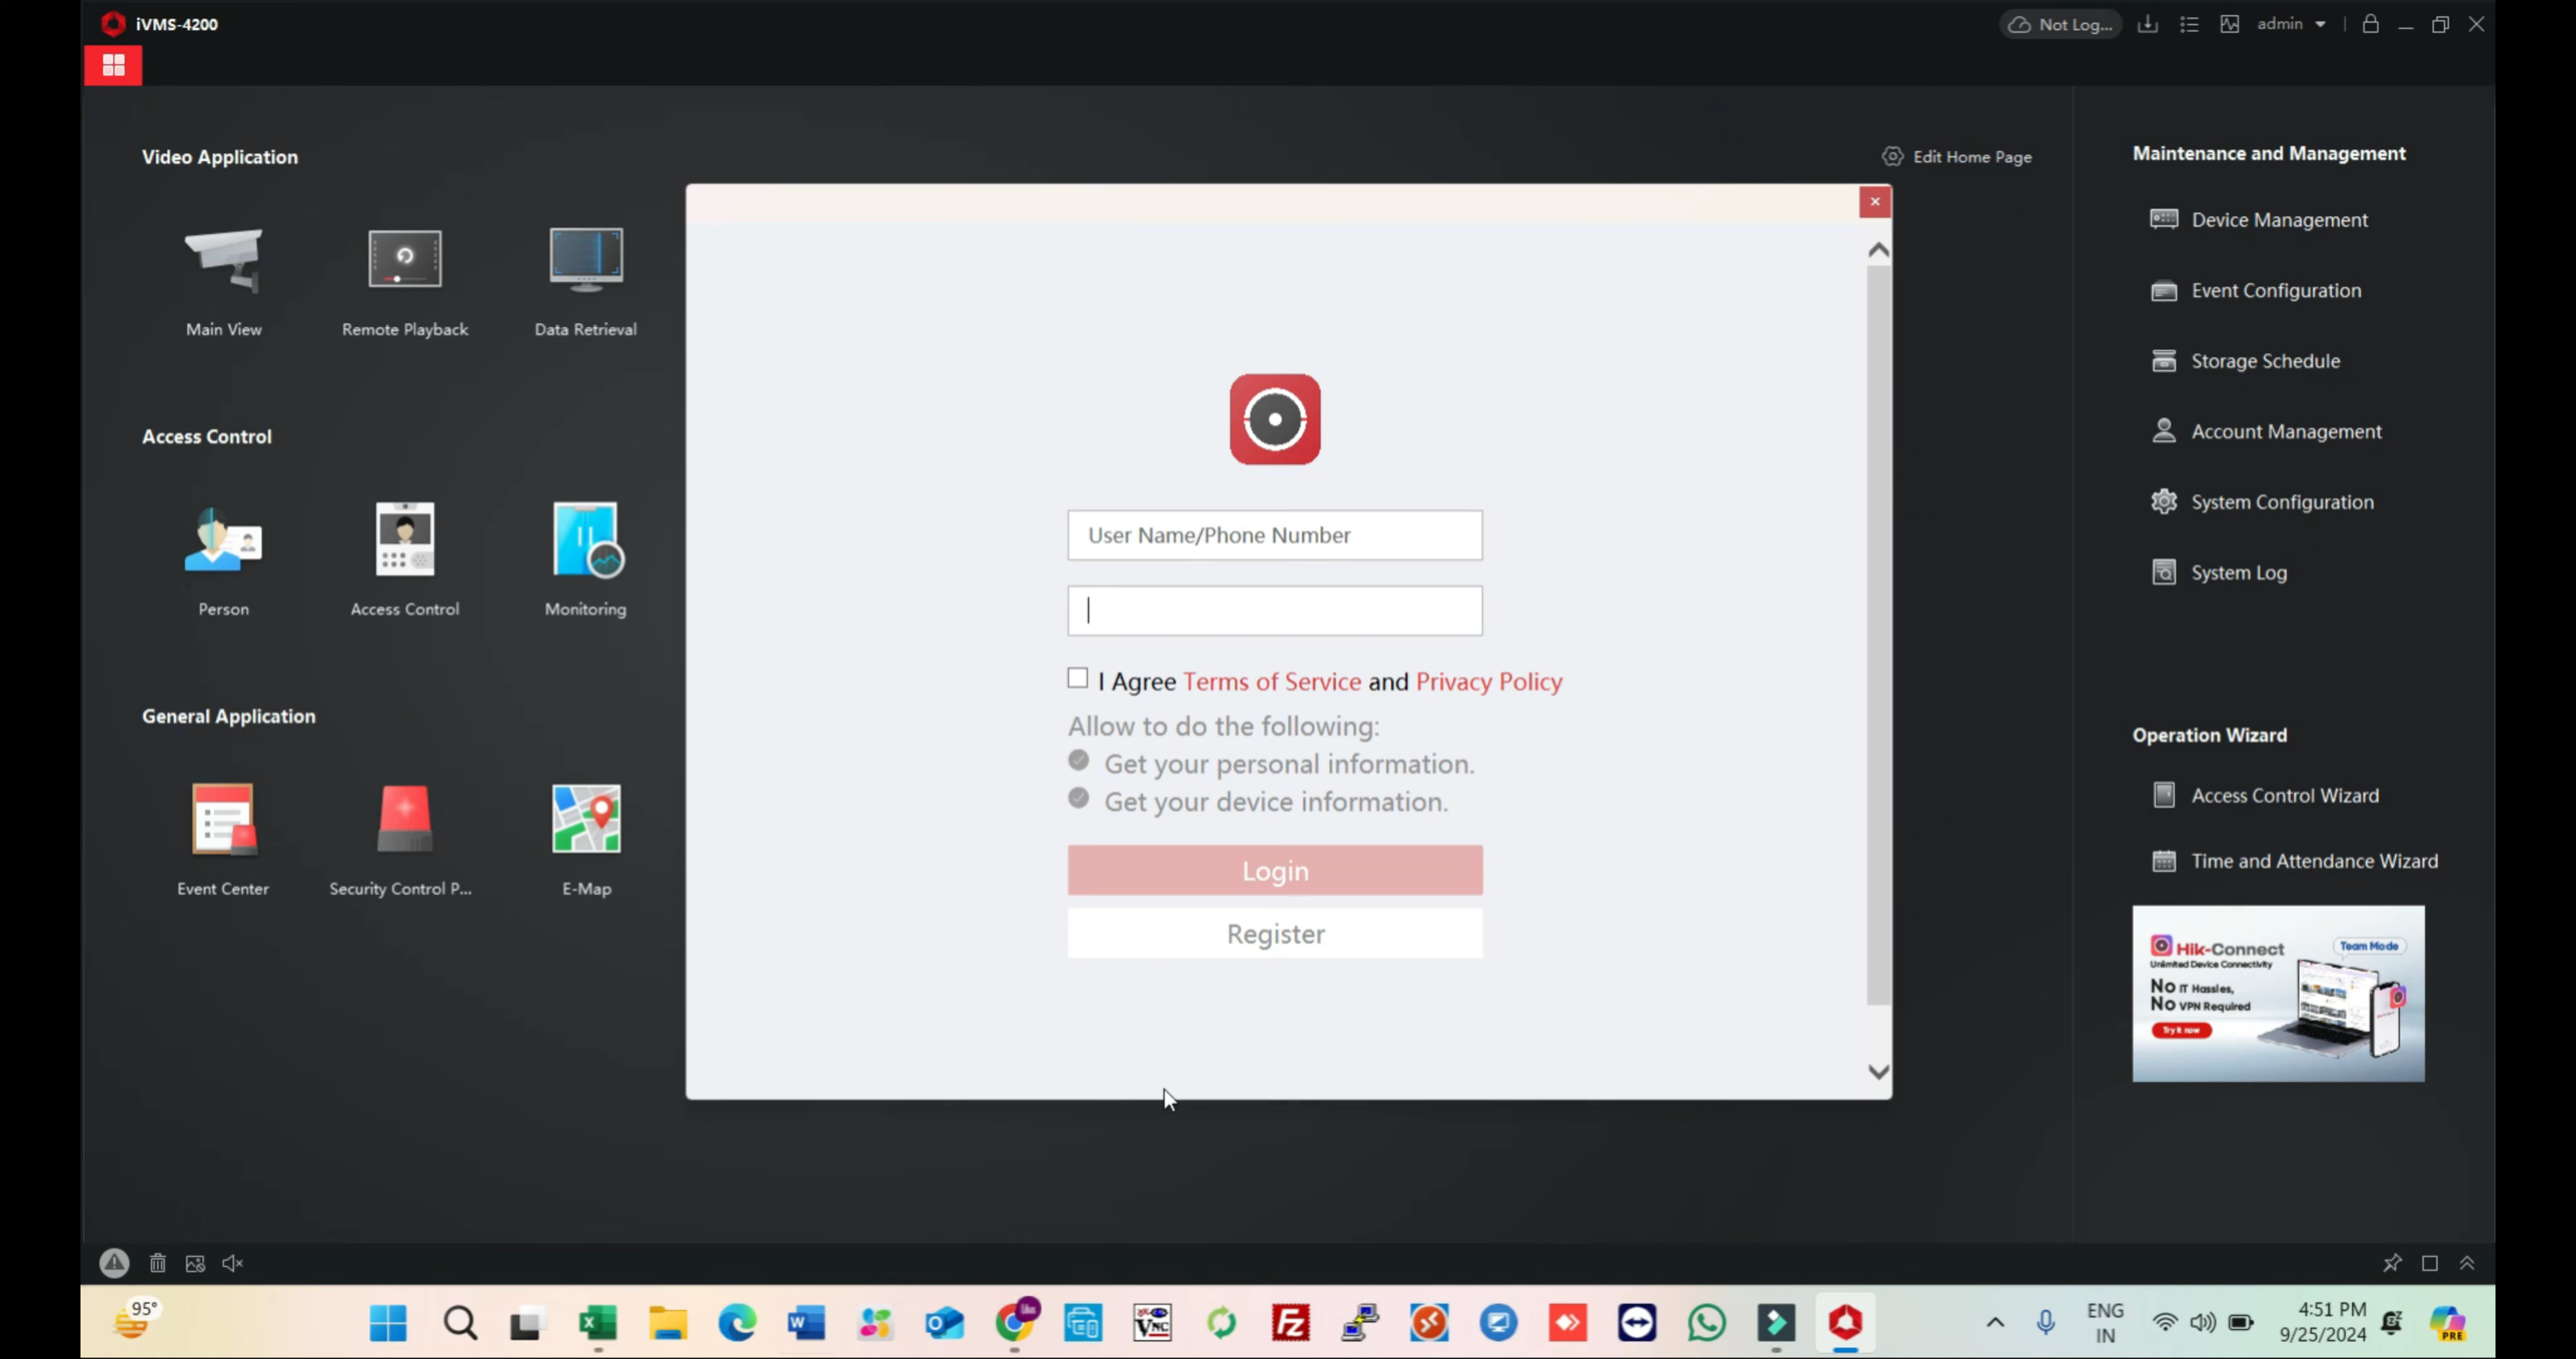 iVMS-4200
Not Log...
admin
Video Application
Edit Home Page
Main View
Remote Playback
Data Retrieval
Access Control
Person
Access Control
Monitoring
General Application
Event Center
Security Control P...
E-Map
User Name/Phone Number
I Agree Terms of Service and Privacy Policy
Allow to do the following:
Get your personal information.
Get your device information.
Login
Register
Maintenance and Management
Device Management
Event Configuration
Storage Schedule
Account Management
System Configuration
System Log
Operation Wizard
Access Control Wizard
Time and Attendance Wizard
Hik-Connect
Team Mode
Unlimited Device Connectivity
No IT Hassles,
No VPN Required
Try it now
95°
VNC
ENG
IN
4:51 PM
9/25/2024
PRE